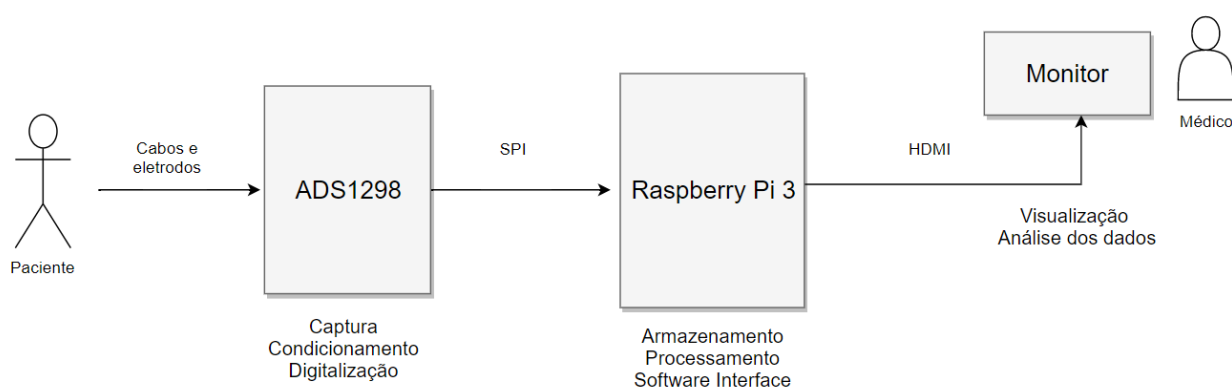 Paciente
Cabos e
eletrodos
ADS1298
Captura
Condicionamento
Digitalização
SPI
Raspberry Pi 3
Armazenamento
Processamento
Software Interface
HDMI
Monitor
Médico
Visualização
Análise dos dados